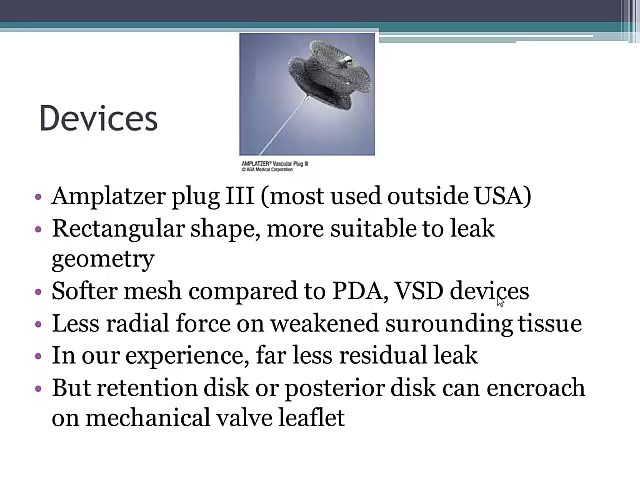 AMPLATZER® Vascular Plug III
© AGA Medical Corporation
Devices
• Amplatzer plug III (most used outside USA)
• Rectangular shape, more suitable to leak
geometry
• Softer mesh compared to PDA, VSD devices
• Less radial force on weakened surounding tissue
• In our experience, far less residual leak
• But retention disk or posterior disk can encroach
on mechanical valve leaflet